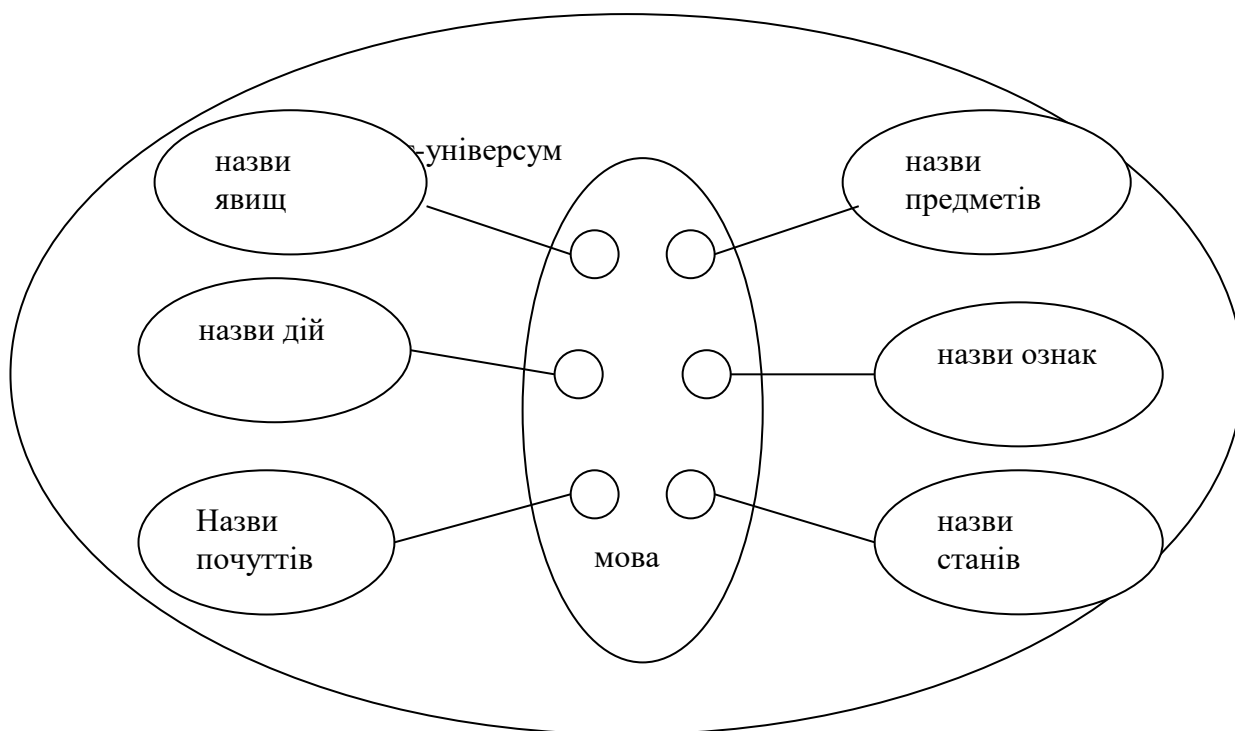 назви
явищ
-універсум
назви
предметів
назви дій
назви ознак
Назви
почуттів
мова
назви
станів